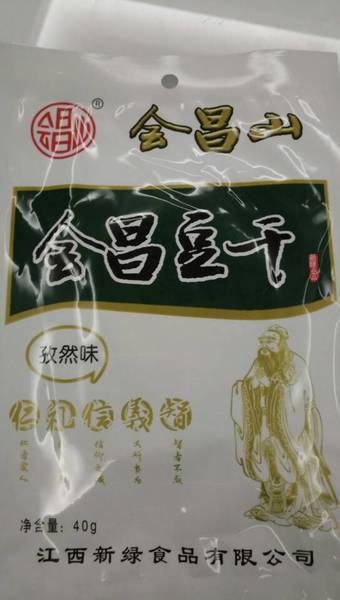 ®
会昌山
会昌豆干
孜然味
仁礼信義智
净含量：40g
江西新绿食品有限公司